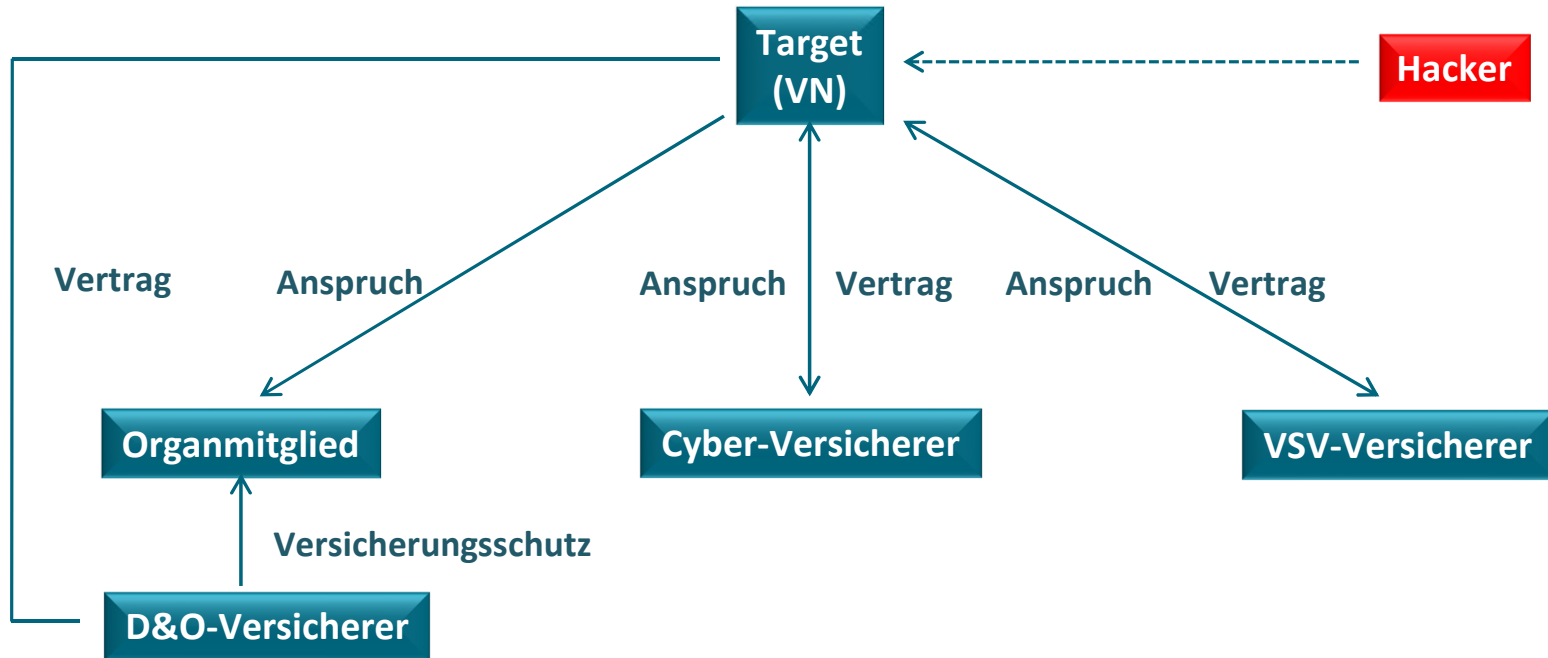 Target
(VN)
Hacker
Vertrag
Anspruch
Anspruch
Vertrag
Anspruch
Vertrag
Organmitglied
Cyber-Versicherer
VSV-Versicherer
Versicherungsschutz
D&O-Versicherer